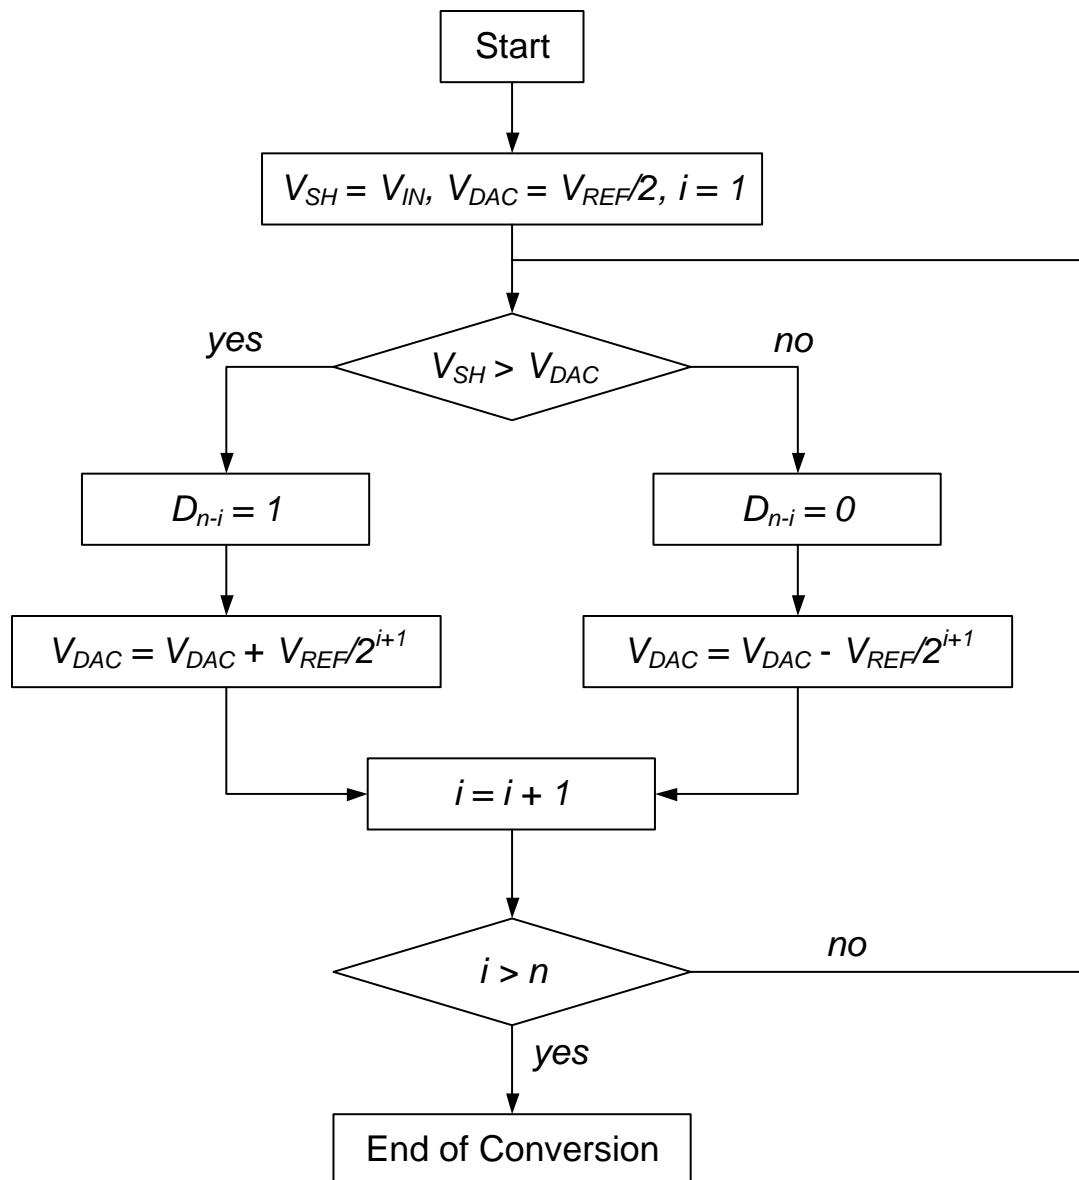 Start
V_SH = V_IN, V_DAC = V_REF/2, i = 1
yes
no
V_SH > V_DAC
D_n-i = 1
D_n-i = 0
V_DAC = V_DAC + V_REF/2^i+1
V_DAC = V_DAC - V_REF/2^i+1
i = i + 1
no
i > n
yes
End of Conversion